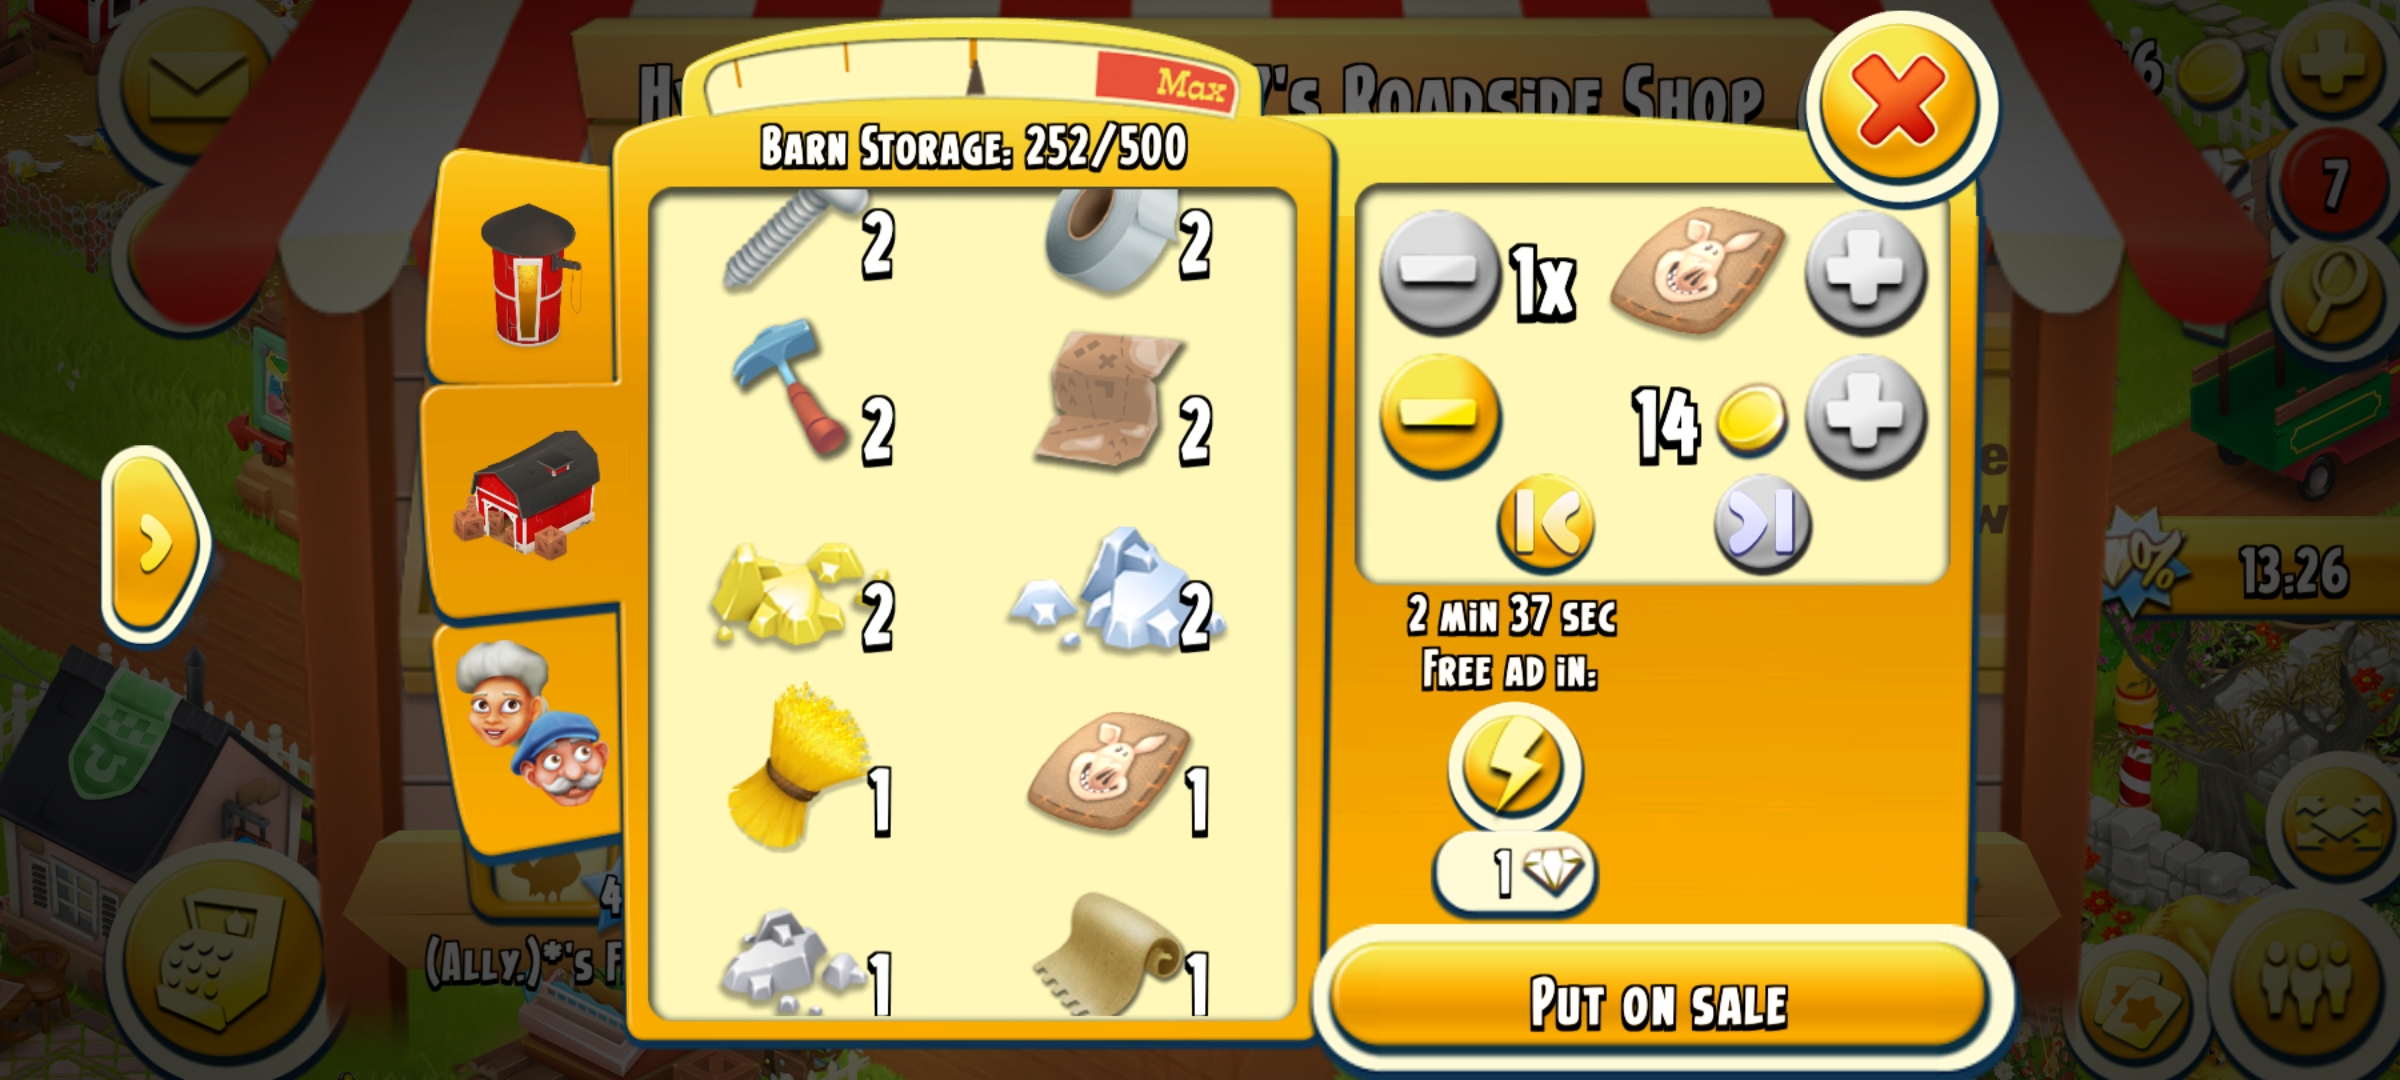 's Roadside Shop
Max
Barn Storage: 252/500
2
2
2
2
2
2
1
1
1
1
1x
14
2 min 37 sec
Free ad in:
1
Put on sale
7
13:26
(Ally.)*'s